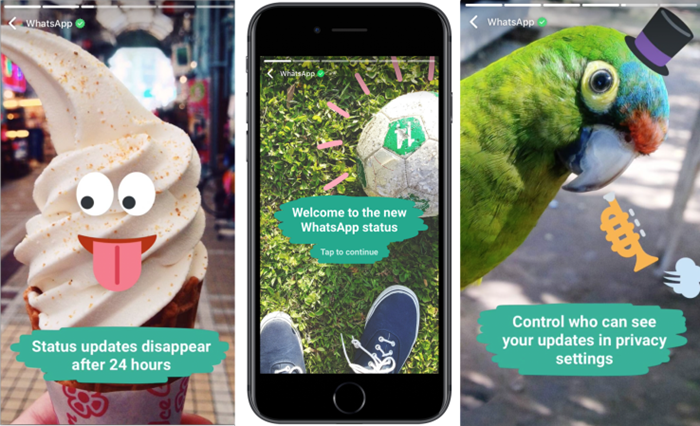 WhatsApp
Status updates disappear
after 24 hours
WhatsApp
Welcome to the new
WhatsApp status
Tap to continue
WhatsApp
Control who can see
your updates in privacy
settings